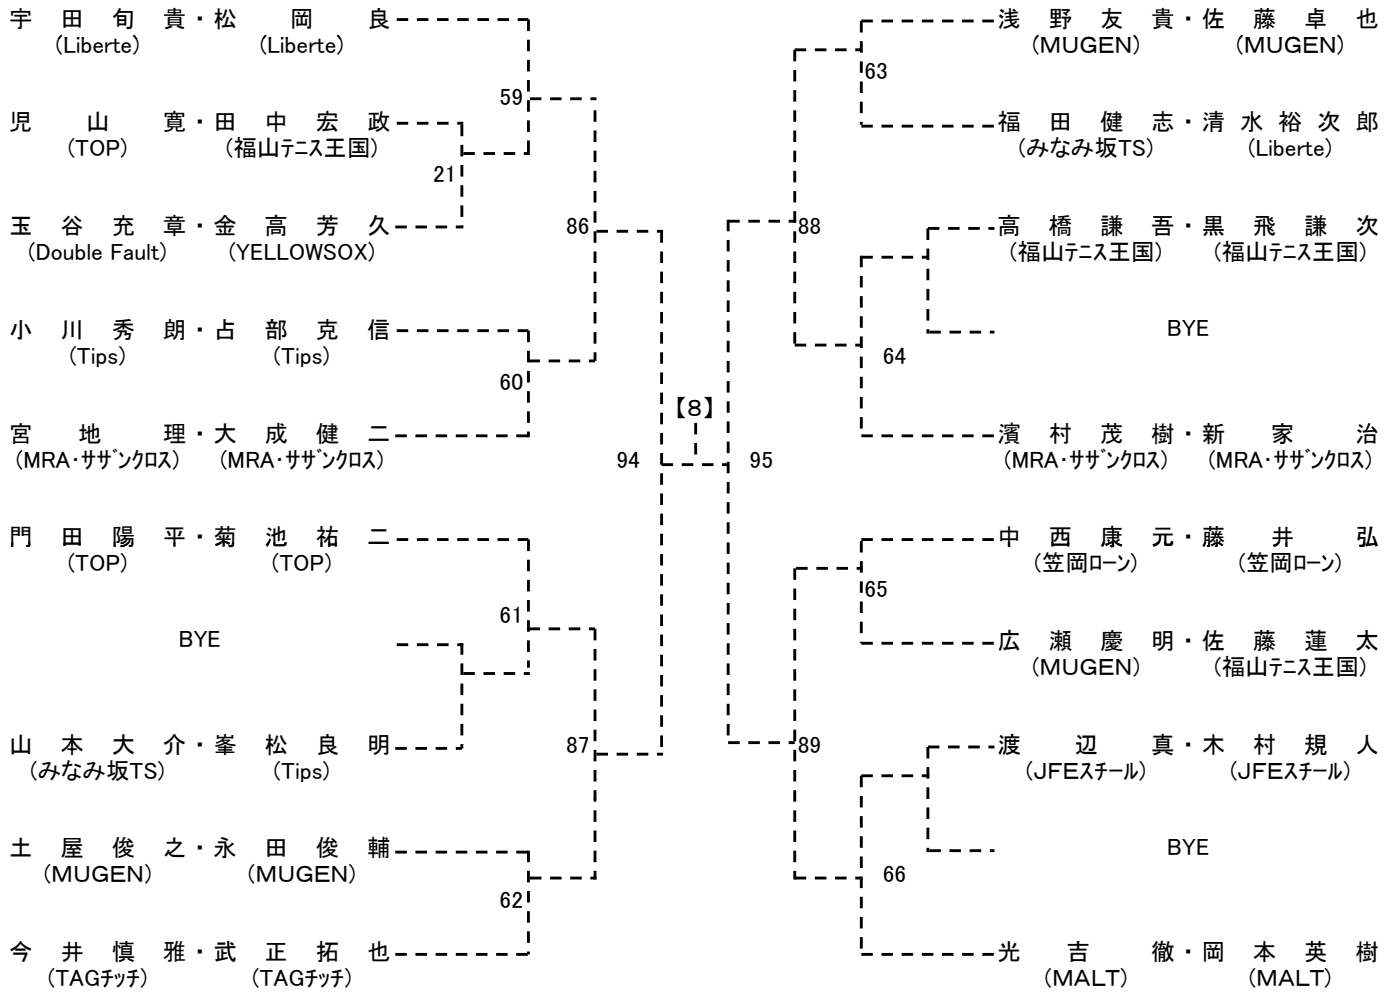 宇田旬貴・松岡良
(Liberte) (Liberte)
59
児山寛・田中宏政
(TOP) (福山テニス王国)
21
玉谷充章・金高芳久
(Double Fault) (YELLOWSOX)
86
小川秀朗・占部克信
(Tips) (Tips)
60
宮地理・大成健二
(MRA・サザンクロス) (MRA・サザンクロス)
94
門田陽平・菊池祐二
(TOP) (TOP)
61
BYE
山本大介・峯松良明
(みなみ坂TS) (Tips)
87
土屋俊之・永田俊輔
(MUGEN) (MUGEN)
62
今井慎雅・武正拓也
(TAGチッチ) (TAGチッチ)
【8】
浅野友貴・佐藤卓也
(MUGEN) (MUGEN)
63
福田健志・清水裕次郎
(みなみ坂TS) (Liberte)
88
高橋謙吾・黒飛謙次
(福山テニス王国) (福山テニス王国)
BYE
64
濱村茂樹・新家治
(MRA・サザンクロス) (MRA・サザンクロス)
95
中西康元・藤井弘
(笠岡ローン) (笠岡ローン)
65
広瀬慶明・佐藤蓮太
(MUGEN) (福山テニス王国)
89
渡辺真・木村規人
(JFEスチール) (JFEスチール)
BYE
66
光吉徹・岡本英樹
(MALT) (MALT)